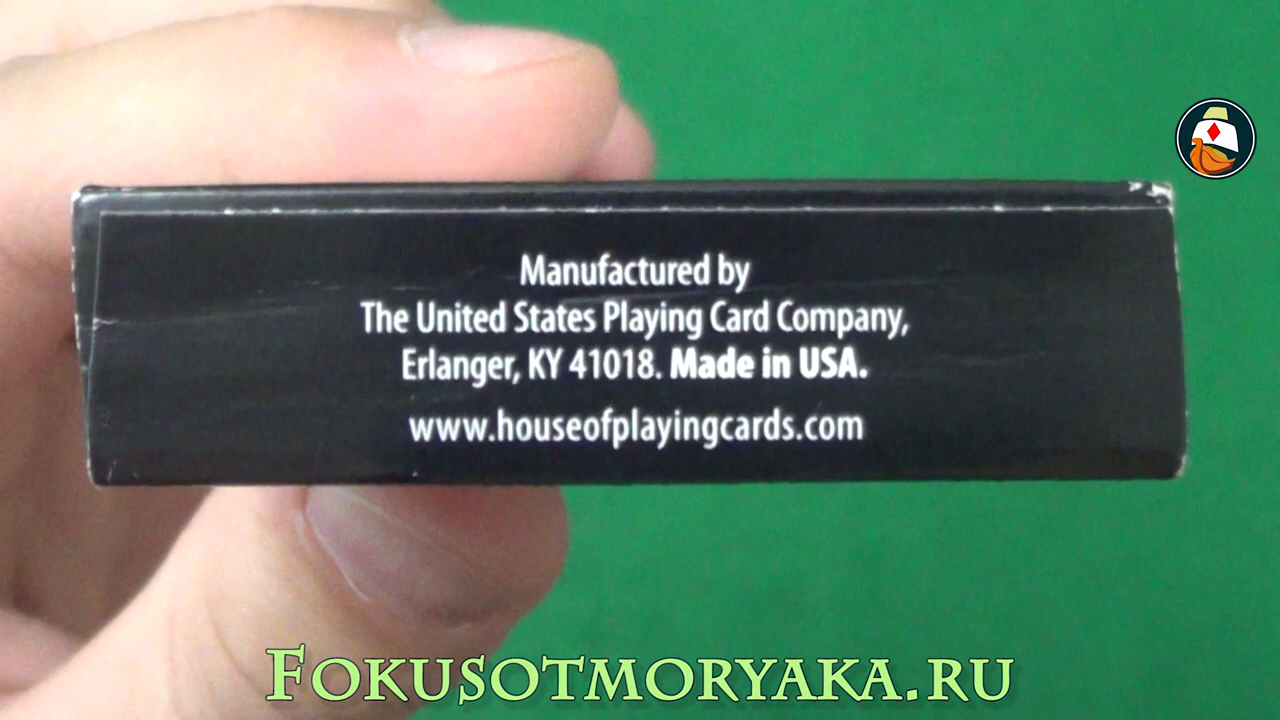 Manufactured by
The United States Playing Card Company,
Erlanger, KY 41018. Made in USA.
www.houseofplayingcards.com
Fokusotmoryaka.ru